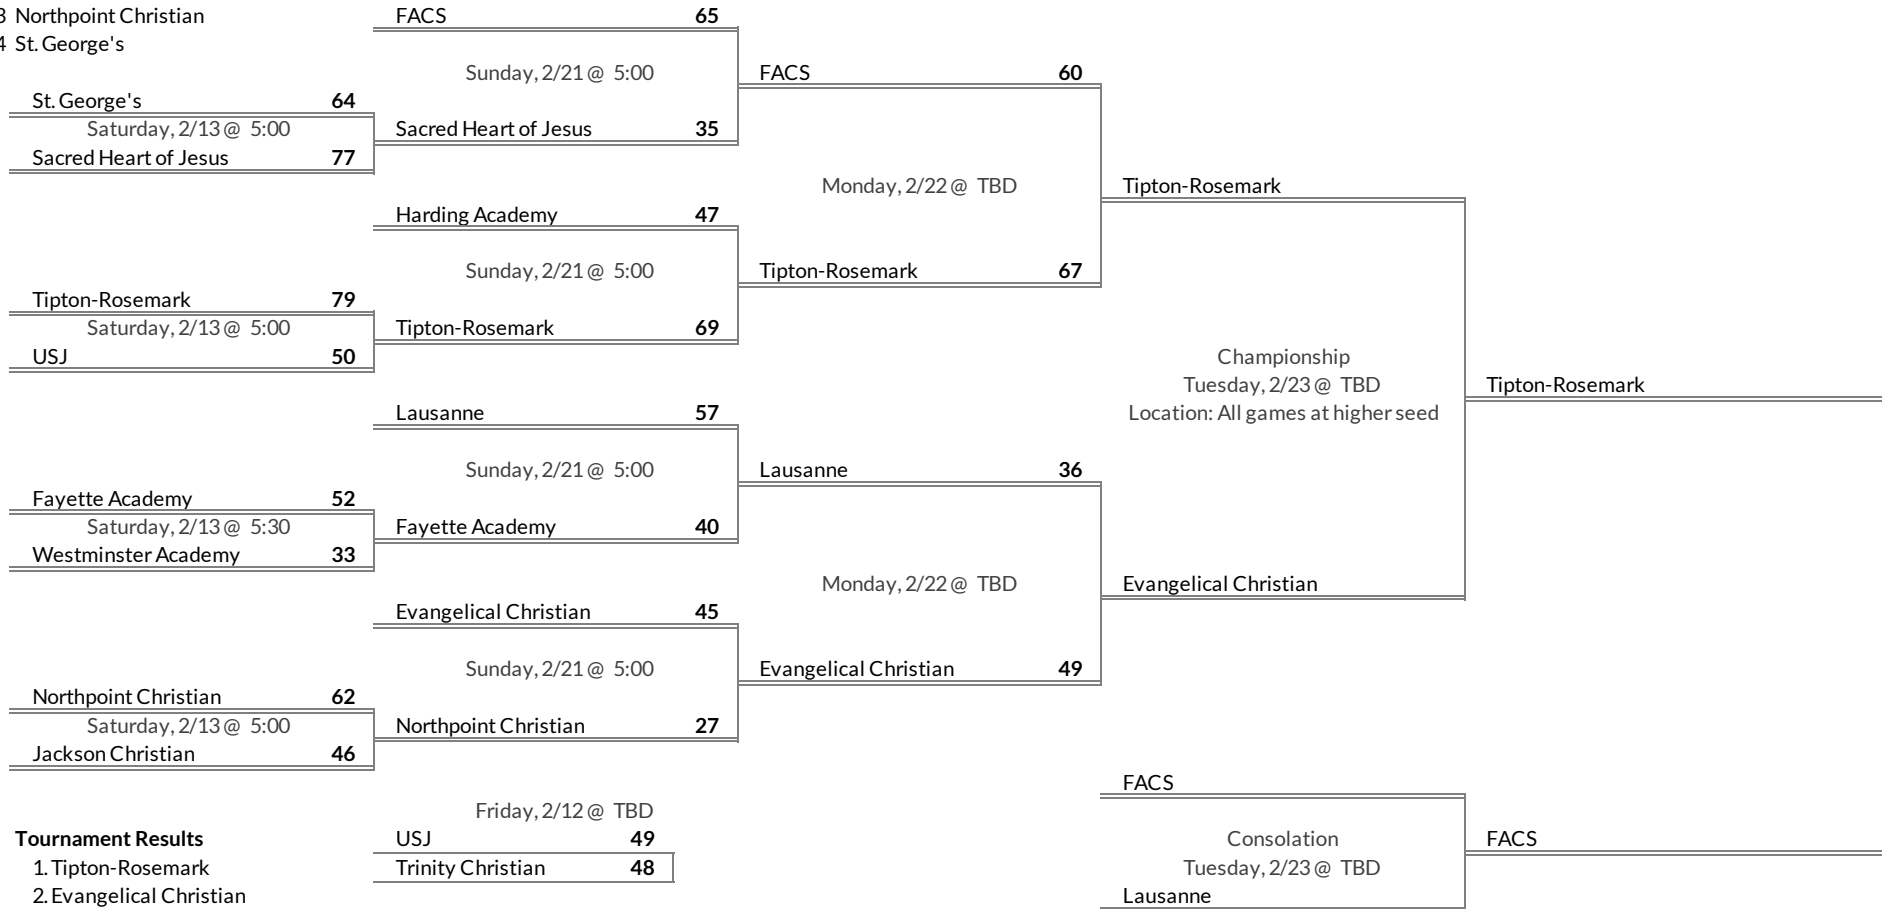 3 Northpoint Christian
4 St. George's
St. George's 64
Saturday, 2/13 @ 5:00
Sacred Heart of Jesus 77
Tipton-Rosemark 79
Saturday, 2/13 @ 5:00
USJ 50
Fayette Academy 52
Saturday, 2/13 @ 5:30
Westminster Academy 33
Northpoint Christian 62
Saturday, 2/13 @ 5:00
Jackson Christian 46
Tournament Results
1. Tipton-Rosemark
2. Evangelical Christian
FACS 65
Sunday, 2/21 @ 5:00
Sacred Heart of Jesus 35
Harding Academy 47
Sunday, 2/21 @ 5:00
Tipton-Rosemark 69
Lausanne 57
Sunday, 2/21 @ 5:00
Fayette Academy 40
Evangelical Christian 45
Sunday, 2/21 @ 5:00
Northpoint Christian 27
Friday, 2/12 @ TBD
USJ 49
Trinity Christian 48
FACS 60
Monday, 2/22 @ TBD
Tipton-Rosemark 67
Lausanne 36
Monday, 2/22 @ TBD
Evangelical Christian 49
Tipton-Rosemark
Championship
Tuesday, 2/23 @ TBD
Location: All games at higher seed
Evangelical Christian
FACS
Consolation
Tuesday, 2/23 @ TBD
Lausanne
Tipton-Rosemark
FACS